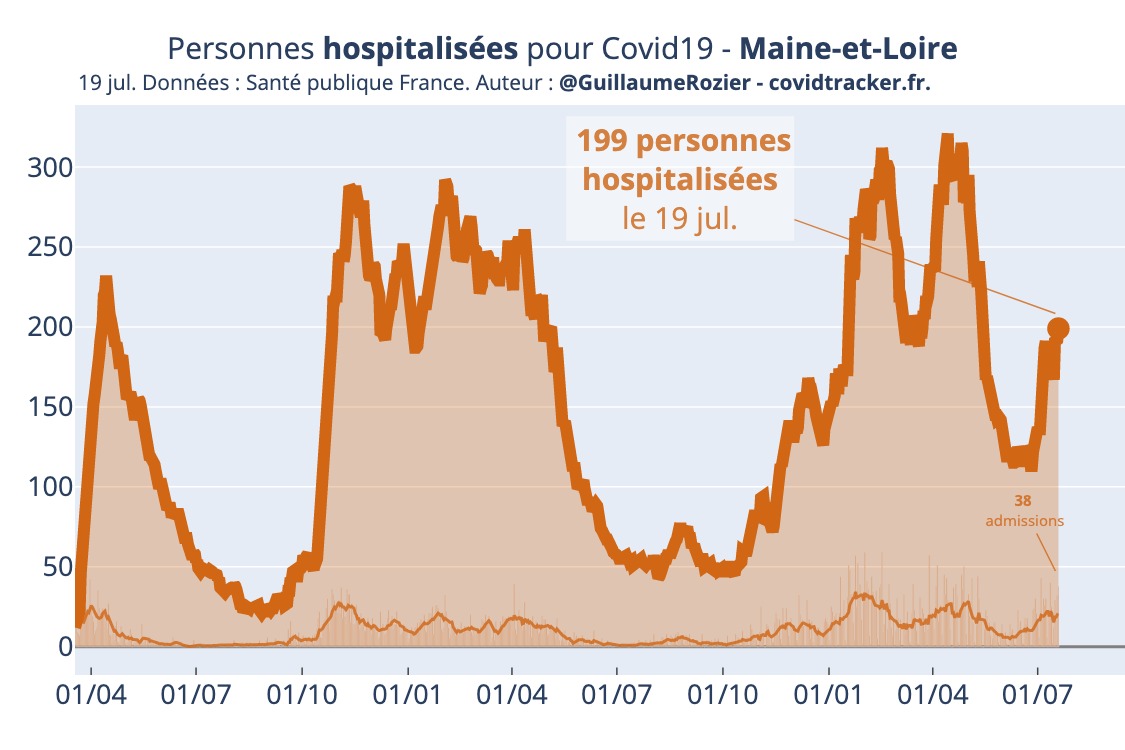 Personnes hospitalisées pour Covid19 - Maine-et-Loire
19 jul. Données : Santé publique France. Auteur : @GuillaumeRozier - covidtracker.fr.
199 personnes
hospitalisées
le 19 jul.
300
250
200
150
100
50
0
38
admissions
01/04 01/07 01/10 01/01 01/04 01/07 01/10 01/01 01/04 01/07